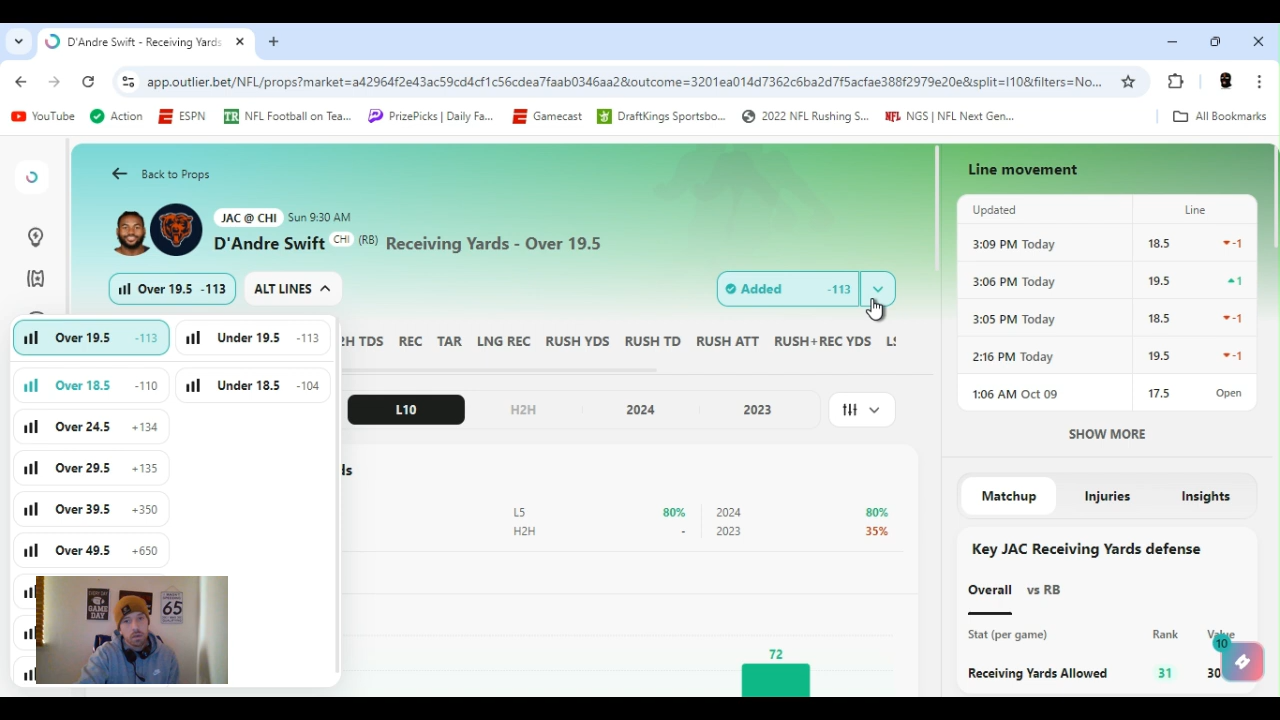 D'Andre Swift - Receiving Yards
app.outlier.bet/NFL/props?market=a42964f2e43ac59cd4cf1c56cdea7faab0346aa2&outcome=3201ea014d7362c6ba2d7f5acfae388f2979e20e&split=l10&filters=No...
YouTube Action ESPN NFL Football on Tea... PrizePicks | Daily Fa... Gamecast DraftKings Sportsbo... 2022 NFL Rushing S... NGS | NFL Next Gen... All Bookmarks
Back to Props
JAC @ CHI Sun 9:30 AM
D'Andre Swift CHI (RB) Receiving Yards - Over 19.5
Over 19.5 -113 ALT LINES Added -113
Over 19.5 -113 Under 19.5 -113
Over 18.5 -110 Under 18.5 -104
Over 24.5 +134
Over 29.5 +135
Over 39.5 +350
Over 49.5 +650
2H TDS REC TAR LNG REC RUSH YDS RUSH TD RUSH ATT RUSH+REC YDS
L10 H2H 2024 2023
L5 80% 2024 80%
H2H - 2023 35%
72
EVERY DAY
GAME
DAY
65
Line movement
Updated Line
3:09 PM Today 18.5 -1
3:06 PM Today 19.5 1
3:05 PM Today 18.5 -1
2:16 PM Today 19.5 -1
1:06 AM Oct 09 17.5 Open
SHOW MORE
Matchup Injuries Insights
Key JAC Receiving Yards defense
Overall vs RB
Stat (per game) Rank Value
10
Receiving Yards Allowed 31